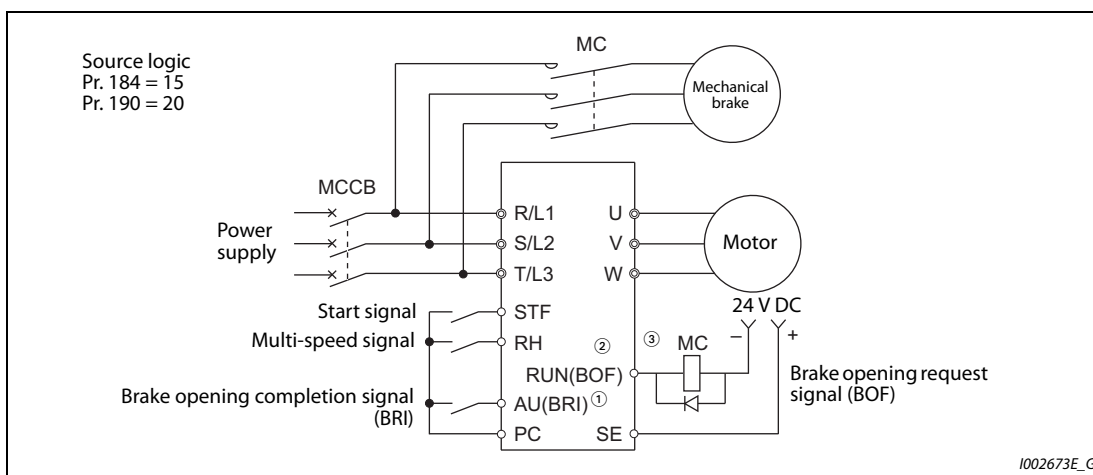 Source logic
Pr. 184 = 15
Pr. 190 = 20
MC
Mechanical
brake
MCCB
Power
supply
R/L1
S/L2
T/L3
U
V
W
Motor
24 V DC
– +
Start signal
STF
Multi-speed signal
RH
②
③
MC
RUN(BOF)
Brake opening request
signal (BOF)
Brake opening completion signal
(BRI)
AU(BRI)
①
PC
SE
I002673E_G